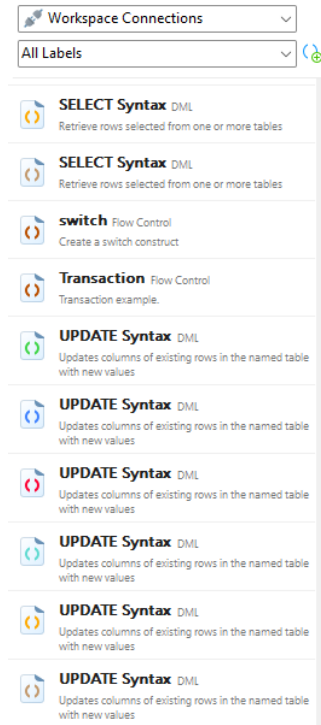 Workspace Connections
All Labels
SELECT Syntax DML
Retrieve rows selected from one or more tables
SELECT Syntax DML
Retrieve rows selected from one or more tables
switch Flow Control
Create a switch construct
Transaction Flow Control
Transaction example.
UPDATE Syntax DML
Updates columns of existing rows in the named table
with new values
UPDATE Syntax DML
Updates columns of existing rows in the named table
with new values
UPDATE Syntax DML
Updates columns of existing rows in the named table
with new values
UPDATE Syntax DML
Updates columns of existing rows in the named table
with new values
UPDATE Syntax DML
Updates columns of existing rows in the named table
with new values
UPDATE Syntax DML
Updates columns of existing rows in the named table
with new values